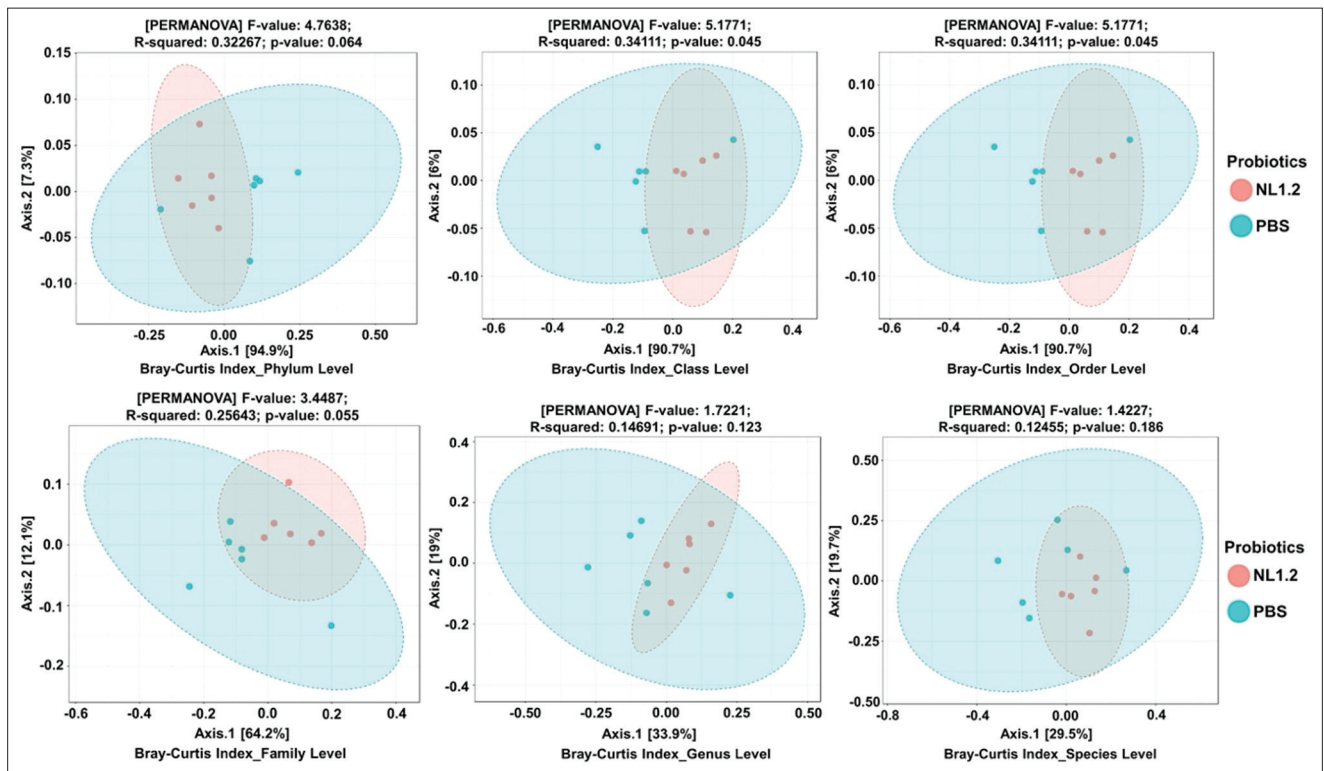 [PERMANOVA] F-value: 4.7638;
R-squared: 0.32267; p-value: 0.064
0.15
0.10
0.05
0.00
-0.05
-0.10
Axis.2 [7.3%]
-0.25
0.00
0.25
0.50
Axis.1 [94.9%]
Bray-Curtis Index_Phylum Level
[PERMANOVA] F-value: 5.1771;
R-squared: 0.34111; p-value: 0.045
0.10
0.05
0.00
-0.05
-0.10
Axis.2 [6%]
-0.6
-0.4
-0.2
0.0
0.2
0.4
Axis.1 [90.7%]
Bray-Curtis Index_Class Level
[PERMANOVA] F-value: 5.1771;
R-squared: 0.34111; p-value: 0.045
0.10
0.05
0.00
-0.05
-0.10
Axis.2 [6%]
-0.6
-0.4
-0.2
0.0
0.2
0.4
Axis.1 [90.7%]
Bray-Curtis Index_Order Level
Probiotics
NL1.2
PBS
[PERMANOVA] F-value: 3.4487;
R-squared: 0.25643; p-value: 0.055
0.1
0.0
-0.1
-0.2
Axis.2 [12.1%]
-0.6
-0.4
-0.2
0.0
0.2
0.4
Axis.1 [64.2%]
Bray-Curtis Index_Family Level
[PERMANOVA] F-value: 1.7221;
R-squared: 0.14691; p-value: 0.123
0.4
0.2
0.0
-0.2
-0.4
Axis.2 [19%]
-0.50
-0.25
0.00
0.25
0.50
Axis.1 [33.9%]
Bray-Curtis Index_Genus Level
[PERMANOVA] F-value: 1.4227;
R-squared: 0.12455; p-value: 0.186
0.50
0.25
0.00
-0.25
-0.50
Axis.2 [19.7%]
-0.8
-0.4
0.00
0.4
Axis.1 [29.5%]
Bray-Curtis Index_Species Level
Probiotics
NL1.2
PBS